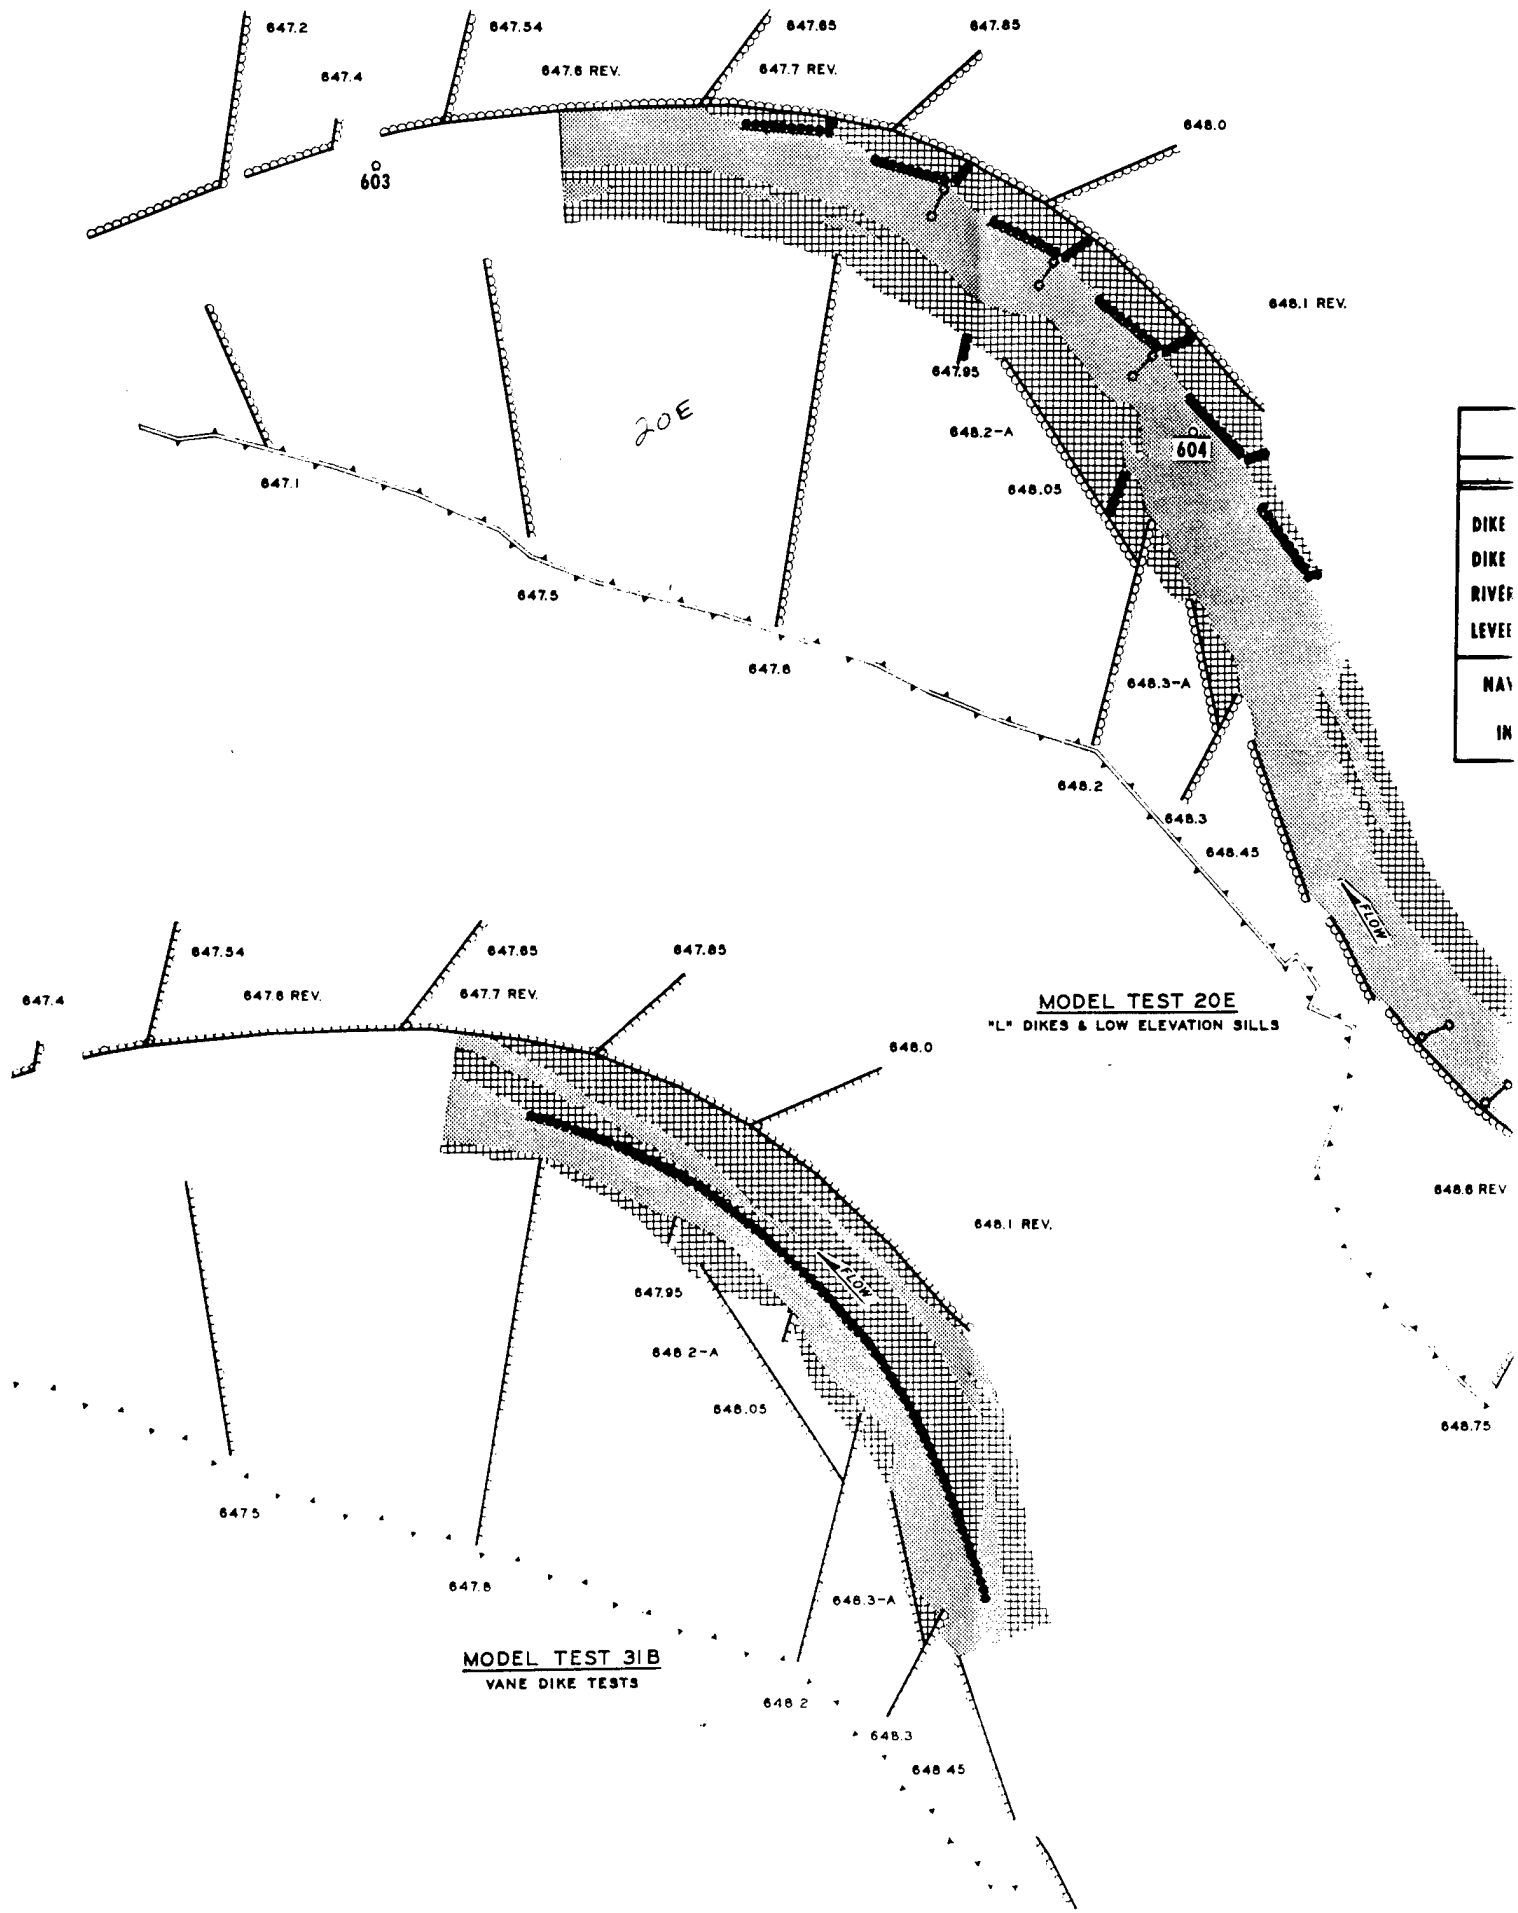 647.2
647.54
647.65
647.85
647.4
647.6 REV.
647.7 REV.
648.0
603
648.1 REV.
647.95
20E
648.2-A
604
647.1
648.05
DIKE
DIKE
647.5
647.8
648.3-A
648.2
648.3
648.45
FLOW
MODEL TEST 20E
"L" DIKES & LOW ELEVATION SILLS
647.54
647.65
647.85
647.4
647.6 REV.
647.7 REV.
648.0
648.6 REV
648.1 REV.
FLOW
647.95
648.2-A
648.05
648.75
647.5
647.8
648.3-A
MODEL TEST 31B
VANE DIKE TESTS
648.2
648.3
648.45